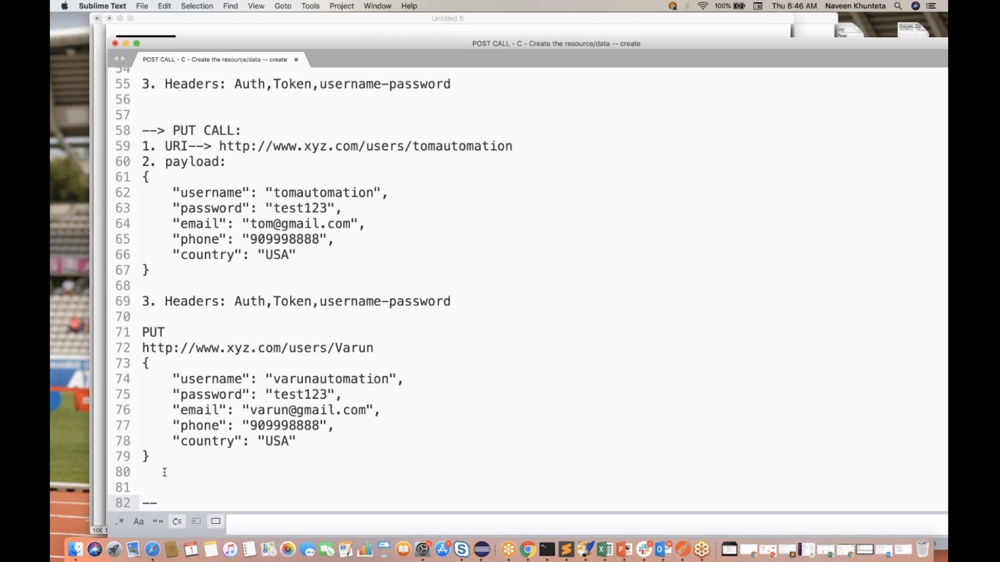 Sublime Text File Edit Selection Find View Goto Tools Project Window Help 100% Thu 8:46 AM Naveen Khunteta
Untitled 5
POST CALL - C - Create the resource/data -- create
POST CALL - C - Create the resource/data -- create
54
55 3. Headers: Auth,Token,username-password
56
57
58 --> PUT CALL:
59 1. URI--> http://www.xyz.com/users/tomautomation
60 2. payload:
61 {
62 "username": "tomautomation",
63 "password": "test123",
64 "email": "tom@gmail.com",
65 "phone": "909998888",
66 "country": "USA"
67 }
68
69 3. Headers: Auth,Token,username-password
70
71 PUT
72 http://www.xyz.com/users/Varun
73 {
74 "username": "varunautomation",
75 "password": "test123",
76 "email": "varun@gmail.com",
77 "phone": "909998888",
78 "country": "USA"
79 }
80
81
82 --
.* Aa “”